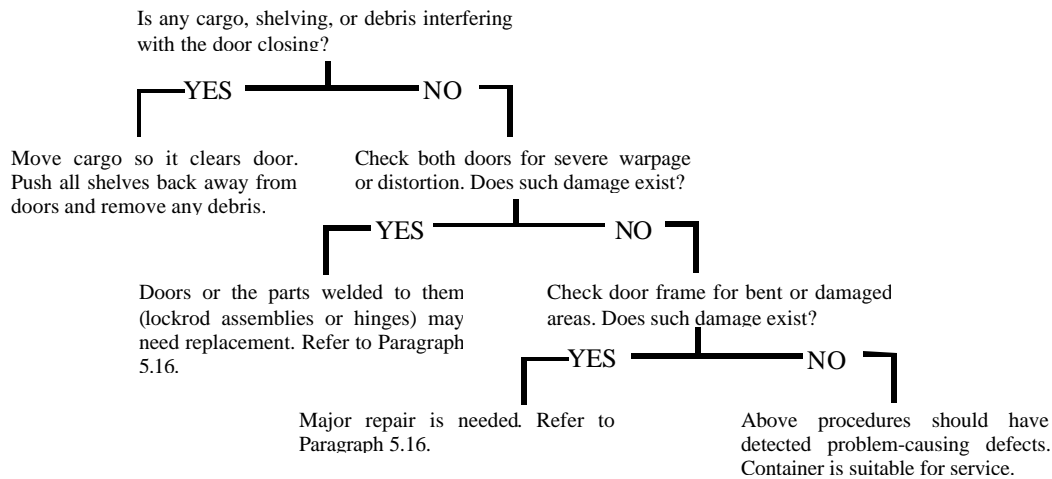 Is any cargo, shelving, or debris interfering
with the door closing?
YES NO
Move cargo so it clears door.
Push all shelves back away from
doors and remove any debris.
Check both doors for severe warpage
or distortion. Does such damage exist?
YES NO
Doors or the parts welded to them
(lockrod assemblies or hinges) may
need replacement. Refer to Paragraph
5.16.
Check door frame for bent or damaged
areas. Does such damage exist?
YES NO
Major repair is needed. Refer to
Paragraph 5.16.
Above procedures should have
detected problem-causing defects.
Container is suitable for service.